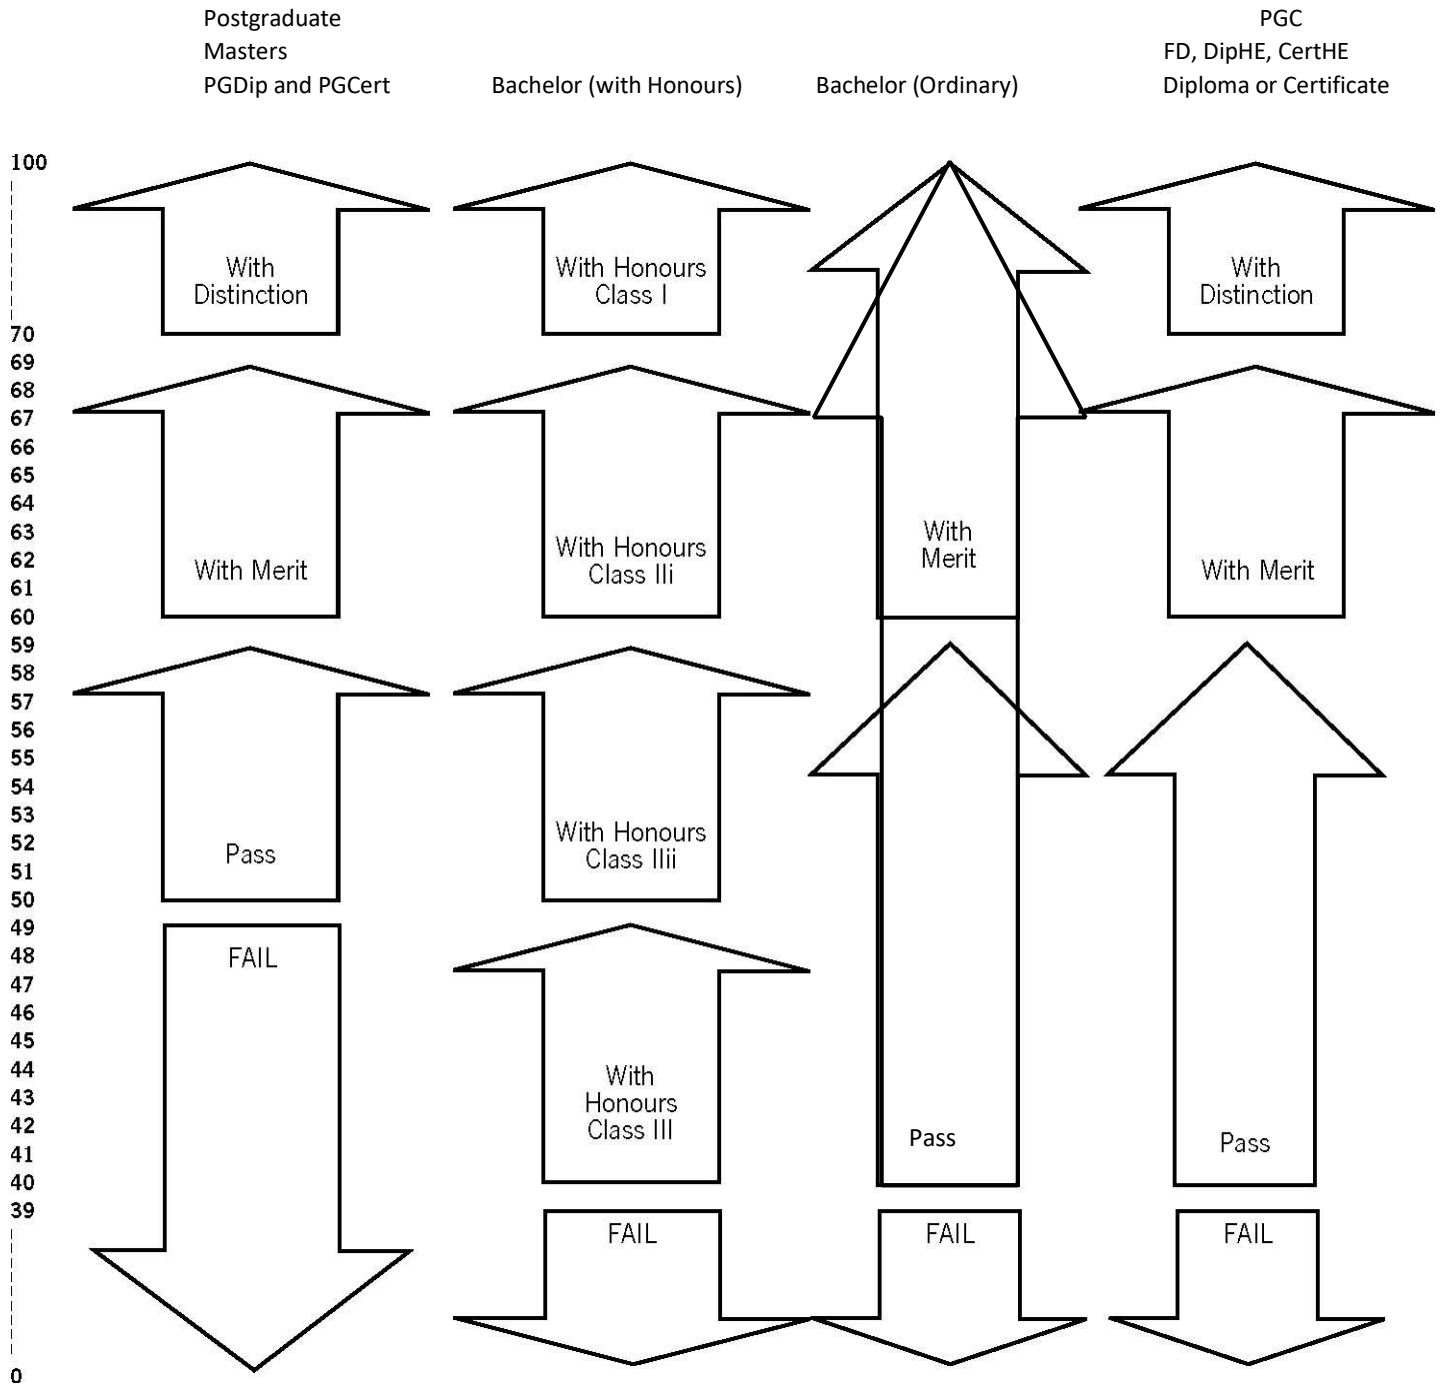 Postgraduate
Masters
PGDip and PGCert
Bachelor (with Honours)
Bachelor (Ordinary)
PGC
FD, DipHE, CertHE
Diploma or Certificate
100
70
69
68
67
66
65
64
63
62
61
60
59
58
57
56
55
54
53
52
51
50
49
48
47
46
45
44
43
42
41
40
39
0
With
Distinction
With Merit
Pass
FAIL
With Honours
Class I
With Honours
Class IIi
With Honours
Class IIii
With
Honours
Class III
FAIL
With
Merit
Pass
FAIL
With
Distinction
With Merit
Pass
FAIL